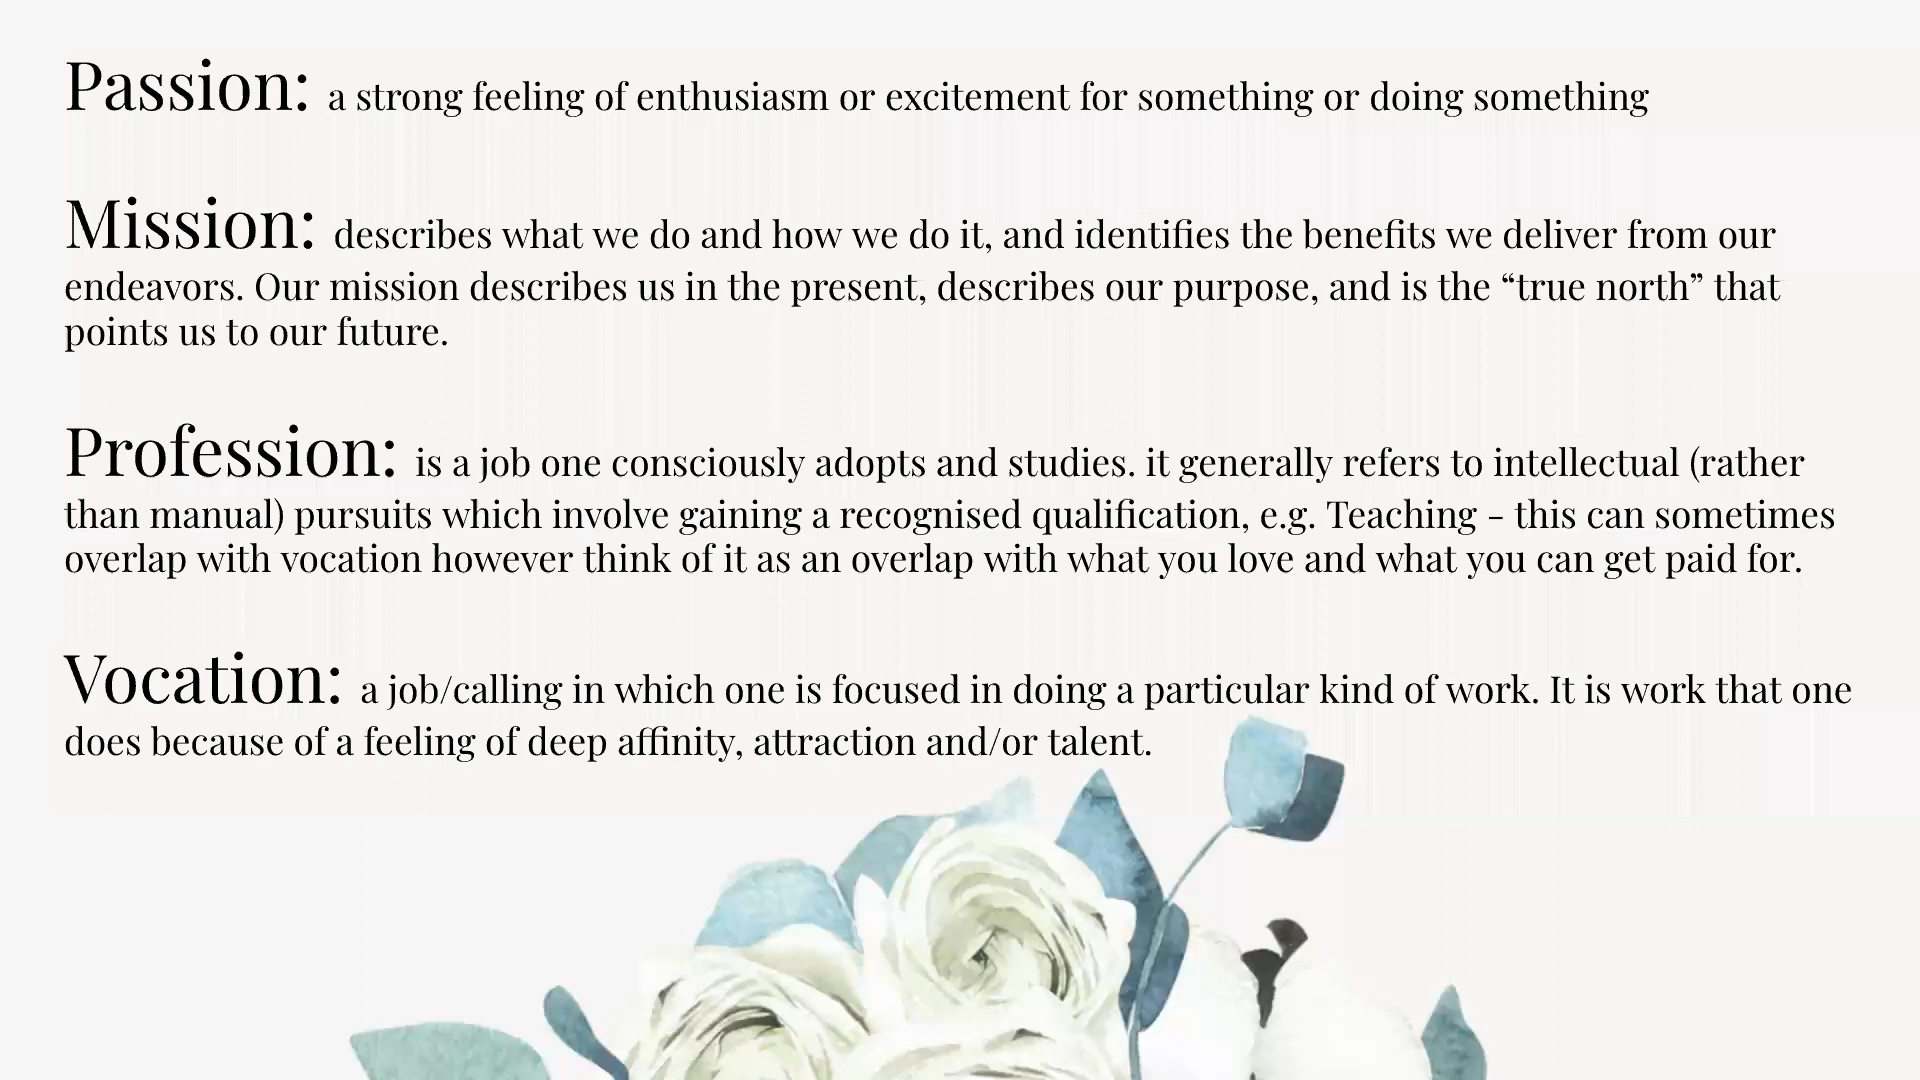 Passion: a strong feeling of enthusiasm or excitement for something or doing something
Mission: describes what we do and how we do it, and identifies the benefits we deliver from our
endeavors. Our mission describes us in the present, describes our purpose, and is the “true north” that
points us to our future.
Profession: is a job one consciously adopts and studies. it generally refers to intellectual (rather
than manual) pursuits which involve gaining a recognised qualification, e.g. Teaching - this can sometimes
overlap with vocation however think of it as an overlap with what you love and what you can get paid for.
Vocation: a job/calling in which one is focused in doing a particular kind of work. It is work that one
does because of a feeling of deep affinity, attraction and/or talent.